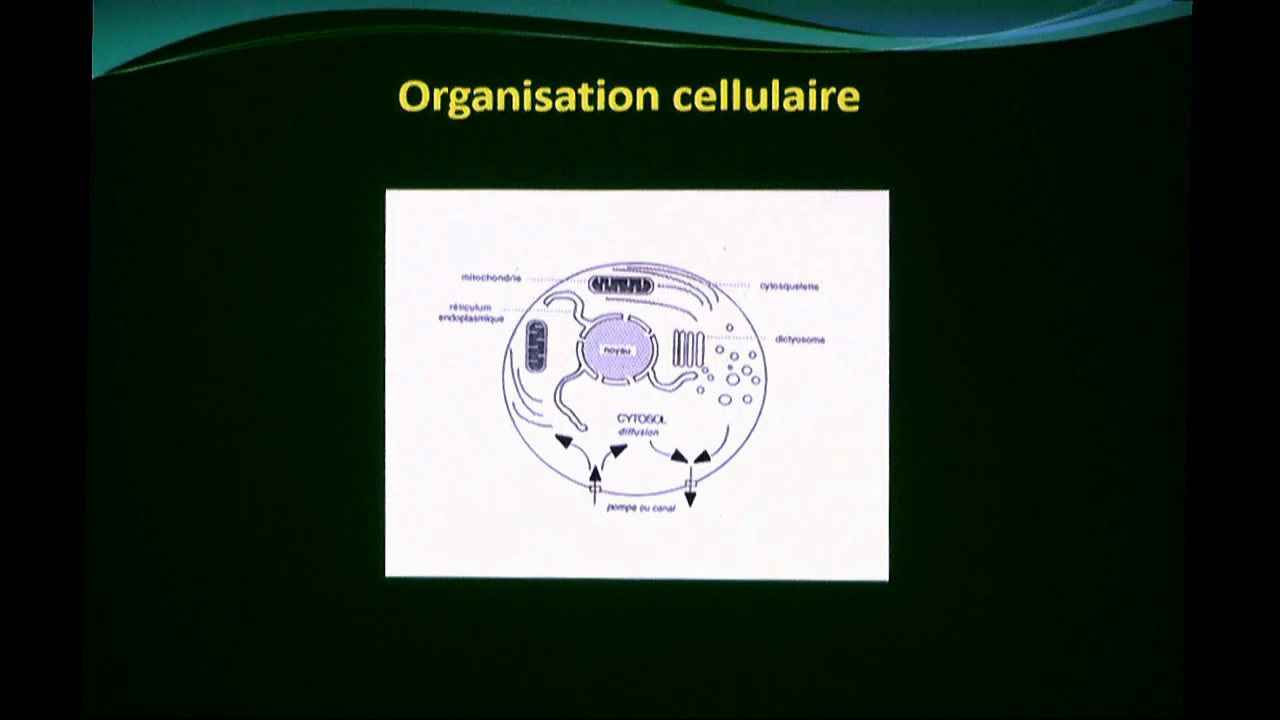 Organisation cellulaire
mitochondrie
cytosquelette
réticulum
endoplasmique
dictyosome
noyau
CYTOSOL
diffusion
pompe ou canal